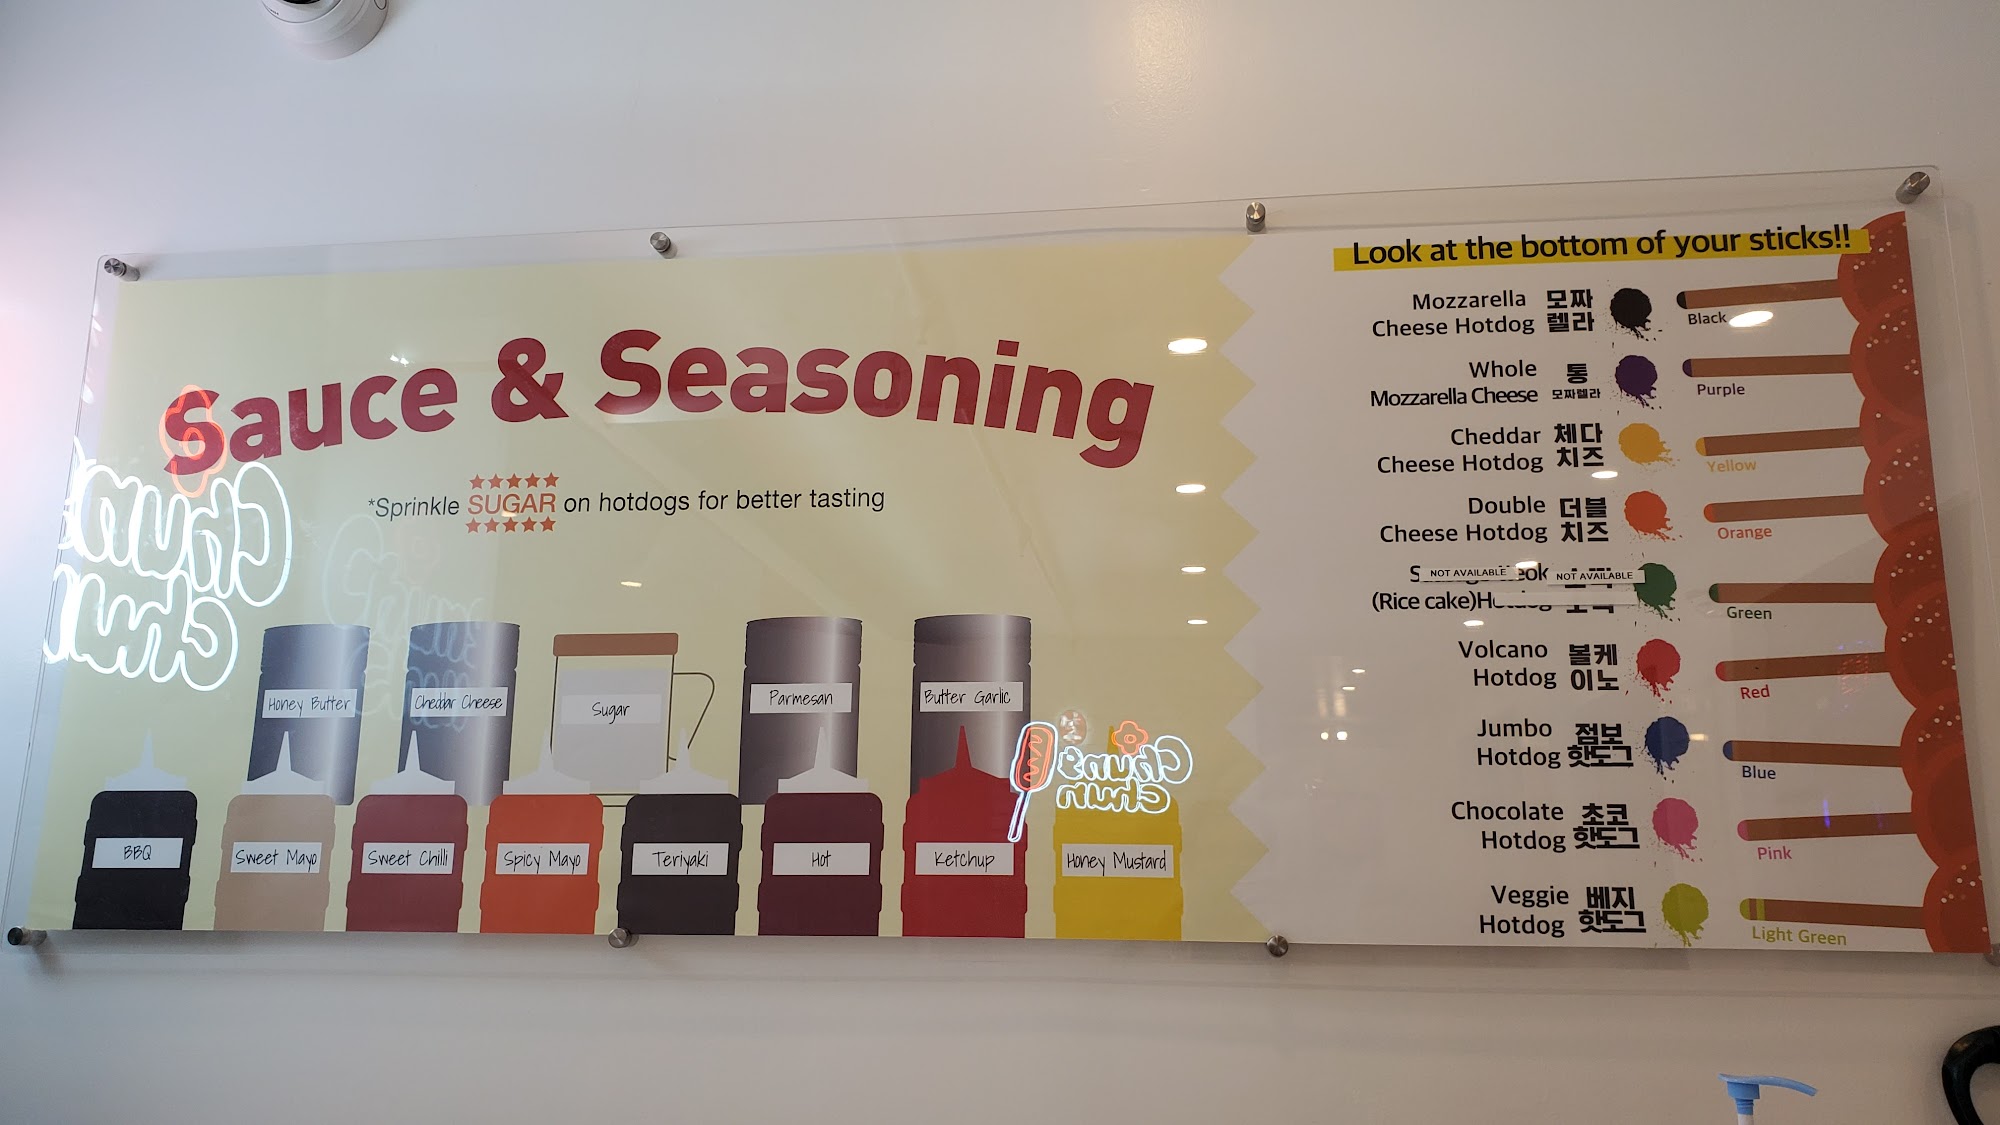 Sauce & Seasoning
*Sprinkle SUGAR on hotdogs for better tasting
Honey Butter
Cheddar Cheese
Sugar
Parmesan
Butter Garlic
BBQ
Sweet Mayo
Sweet Chilli
Spicy Mayo
Teriyaki
Hot
Ketchup
Honey Mustard
Chung
Chun
Chung
Chun
Look at the bottom of your sticks!!
Mozzarella 모짜
Cheese Hotdog 렐라
Black
Whole 통
Mozzarella Cheese 모짜렐라
Purple
Cheddar 체다
Cheese Hotdog 치즈
Yellow
Double 더블
Cheese Hotdog 치즈
Orange
NOT AVAILABLE NOT AVAILABLE
(Rice cake)Hotdog
Green
Volcano 볼케
Hotdog 이노
Red
Jumbo 점보
Hotdog 핫도그
Blue
Chocolate 초코
Hotdog 핫도그
Pink
Veggie 베지
Hotdog 핫도그
Light Green